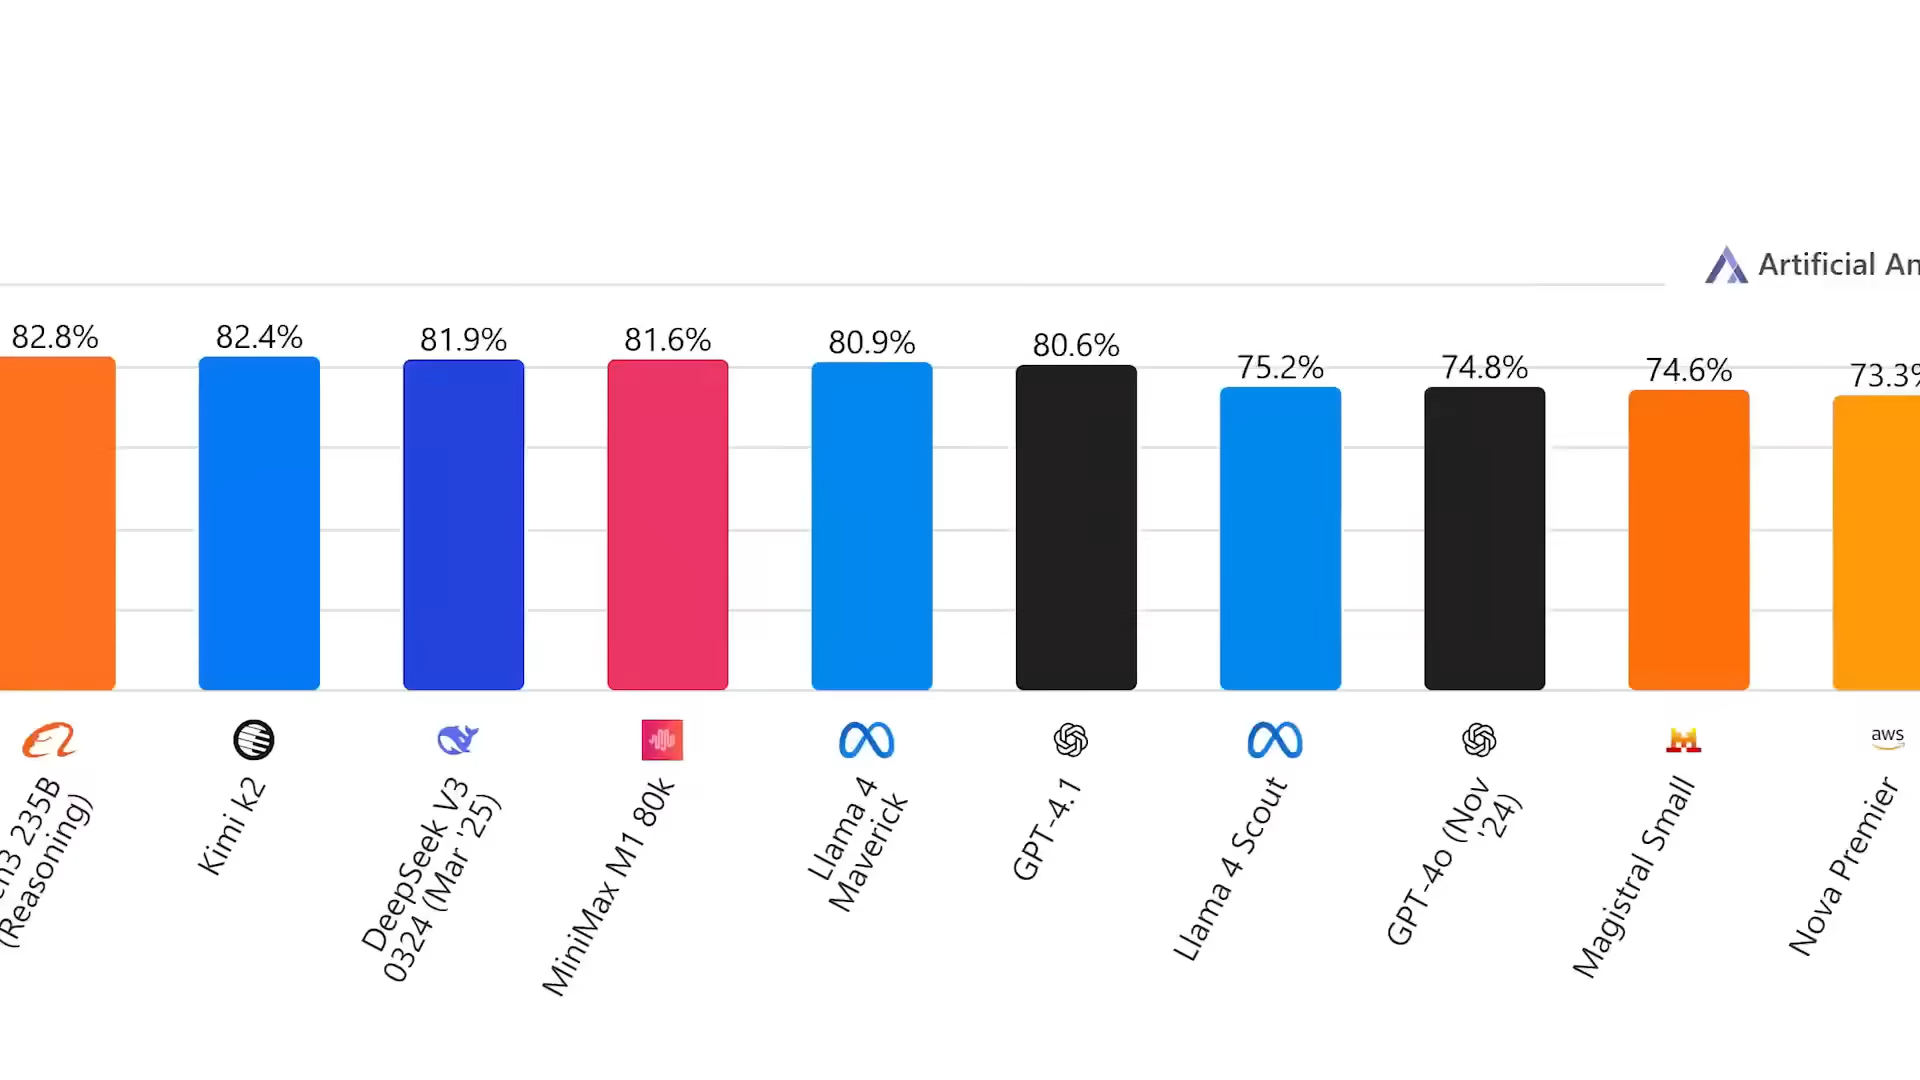 Artificial An
82.8%
82.4%
81.9%
81.6%
80.9%
80.6%
75.2%
74.8%
74.6%
73.3%
aws
235B
(Reasoning)
Kimi k2
DeepSeek V3
0324 (Mar '25)
MiniMax M1 80k
Llama 4
Maverick
GPT-4.1
Llama 4 Scout
GPT-4o (Nov
'24)
Magistral Small
Nova Premier